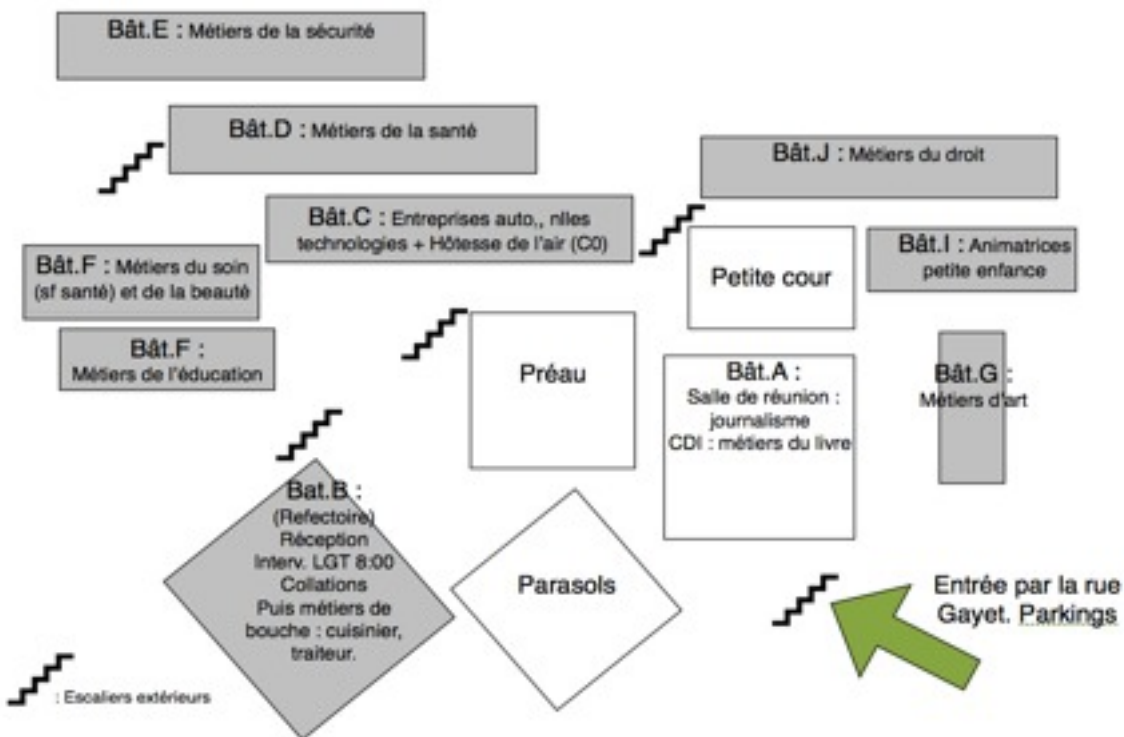 Bât.E : Métiers de la sécurité
Bât.D : Métiers de la santé
Bât.J : Métiers du droit
Bât.C : Entreprises auto,, nlles
technologies + Hôtesse de l'air (C0)
Bât.I : Animatrices
petite enfance
Bât.F : Métiers du soin
(sf santé) et de la beauté
Petite cour
Bât.F :
Métiers de l'éducation
Préau
Bât.A :
Salle de réunion :
journalisme
CDI : métiers du livre
Bât.G :
Métiers d'art
Bat.B :
(Refectoire)
Réception
Interv. LGT 8:00
Collations
Puis métiers de
bouche : cuisinier,
traiteur.
Parasols
Entrée par la rue
Gayet. Parkings
: Escaliers extérieurs